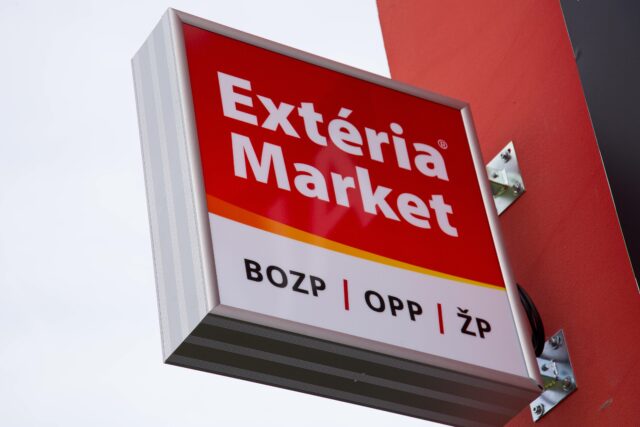 Extéria®
Market
BOZP | OPP | ŽP